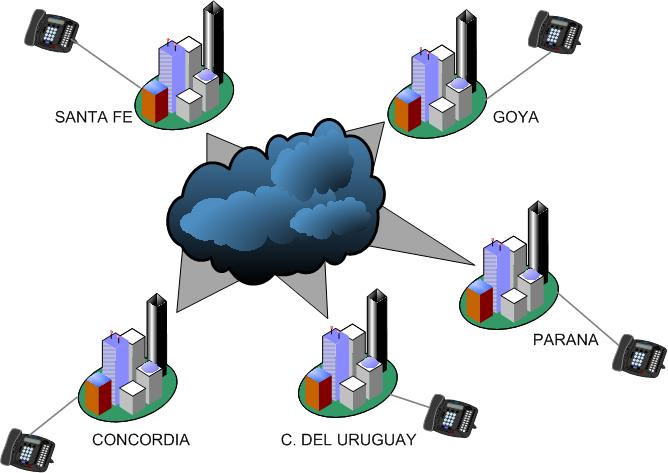 SANTA FE
GOYA
PARANA
CONCORDIA
C. DEL URUGUAY